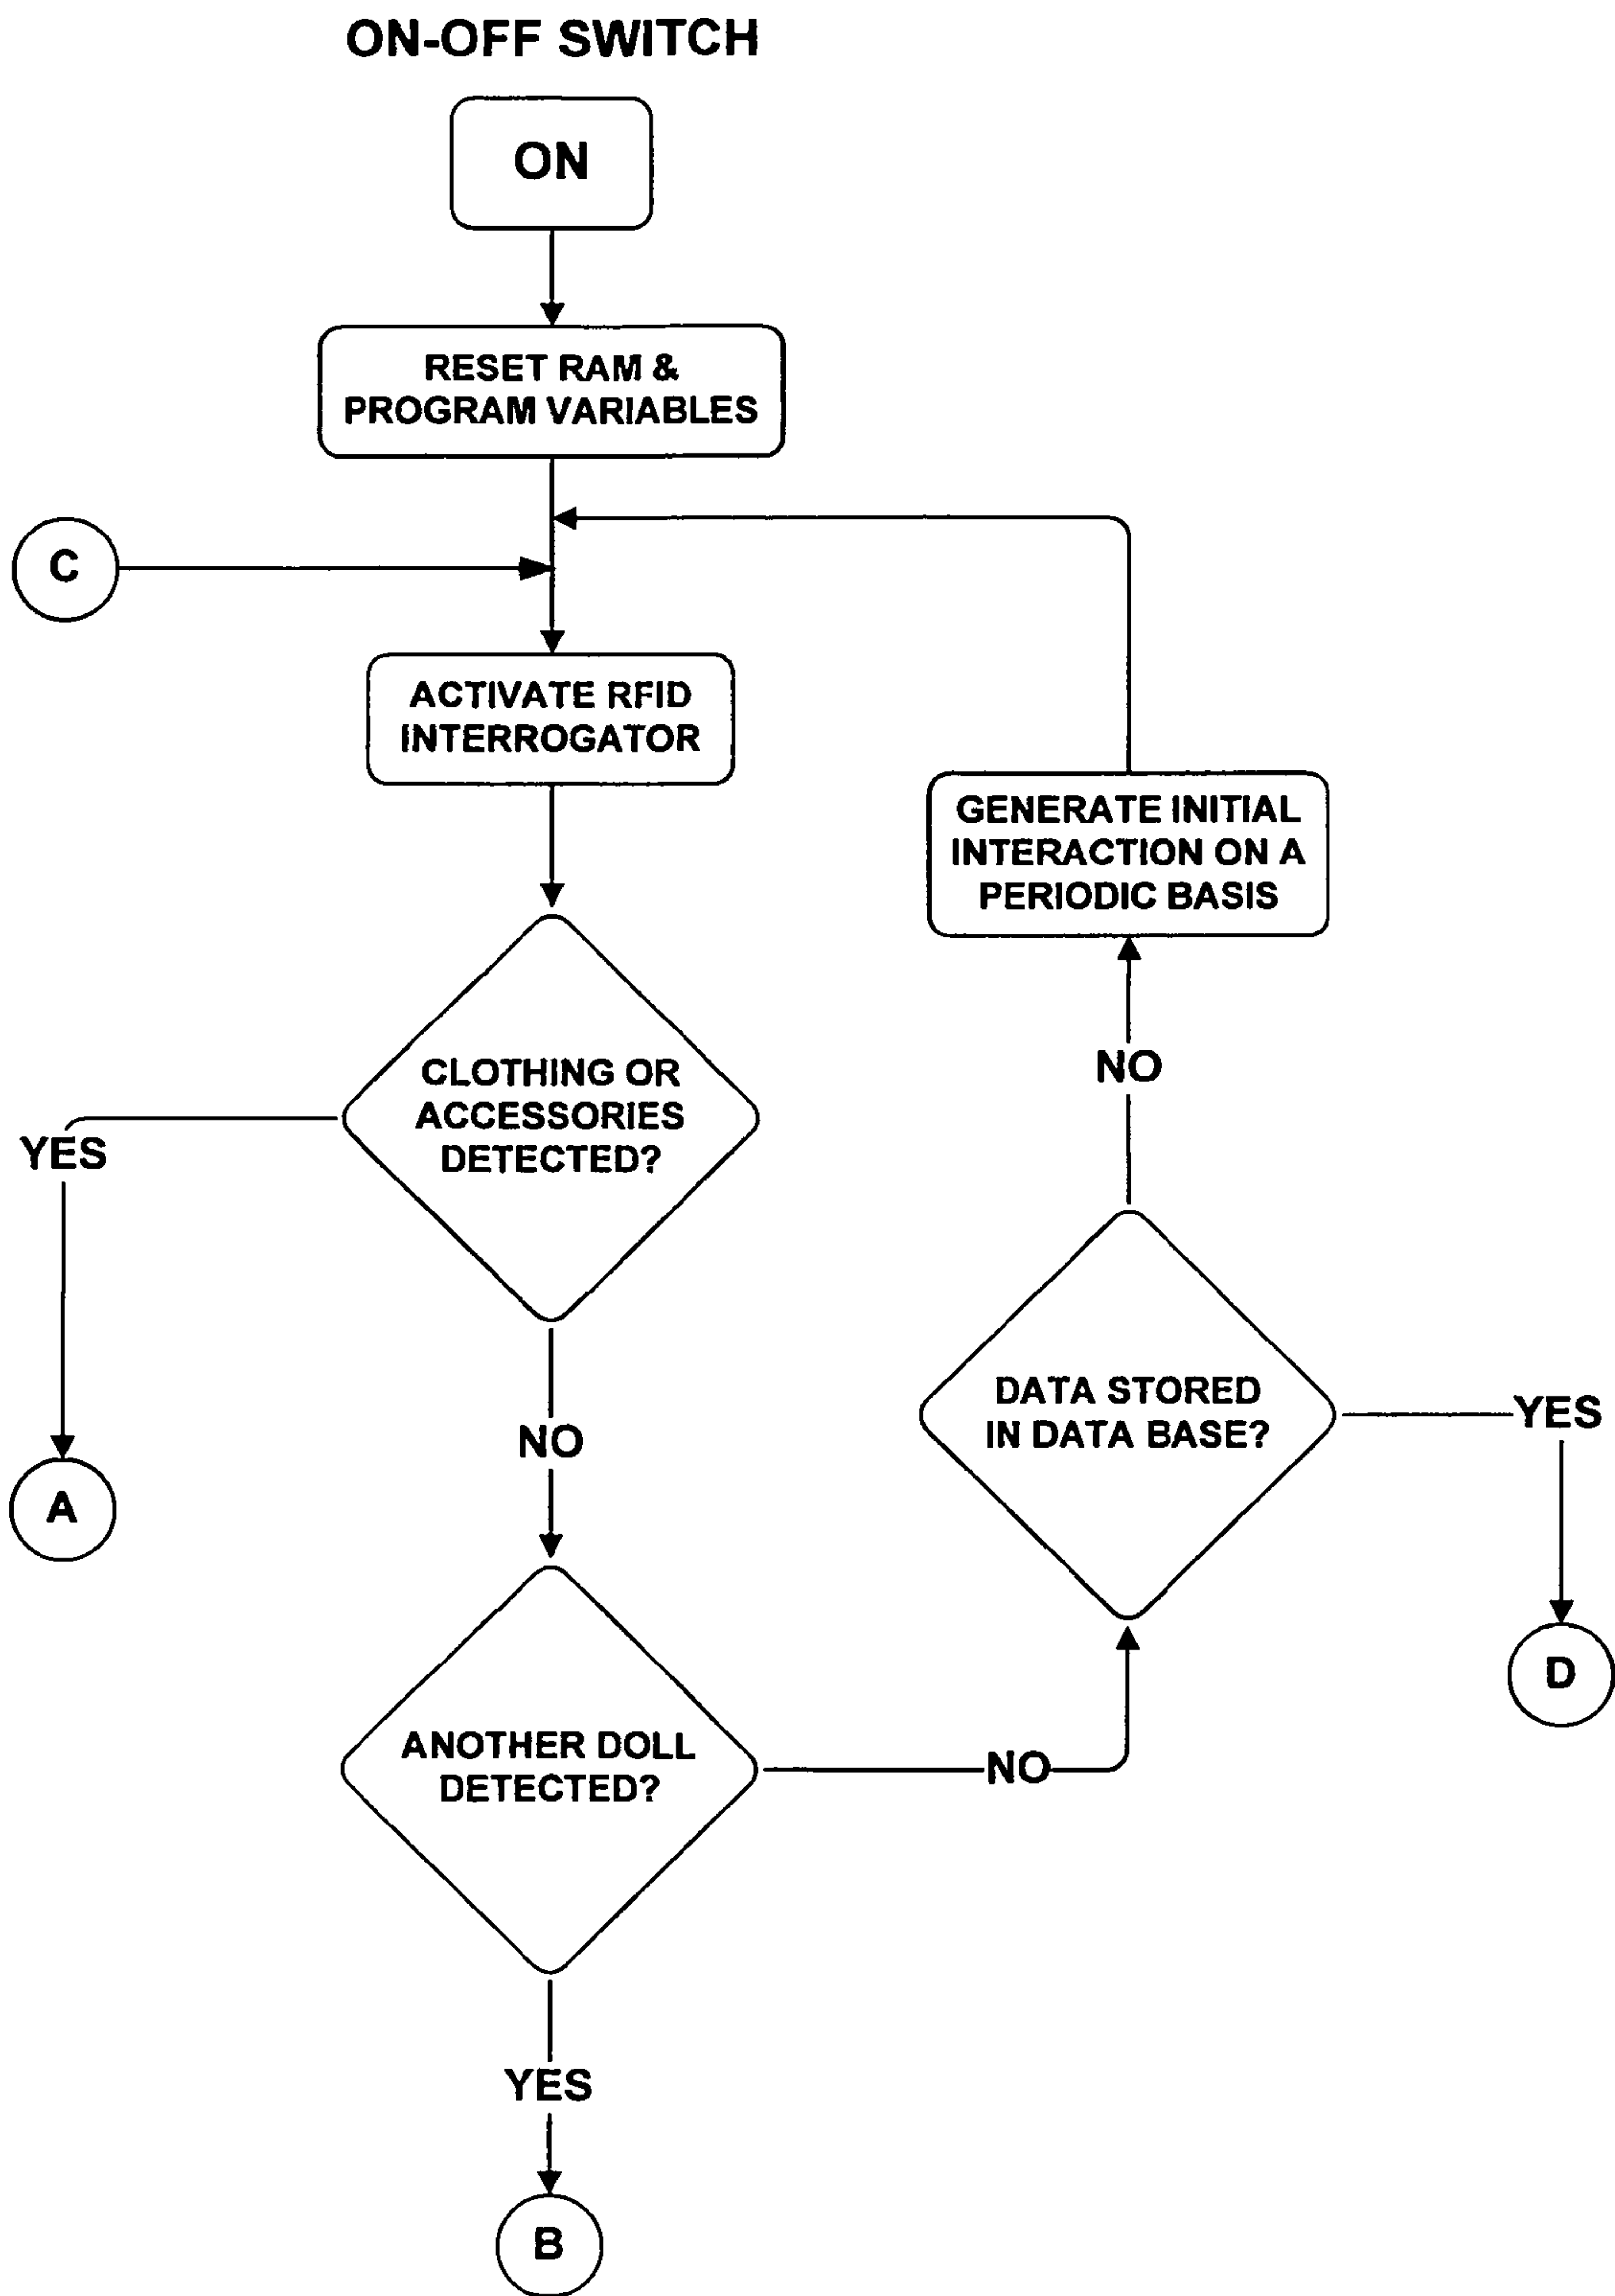 ON-OFF SWITCH
ON
RESET RAM &
PROGRAM VARIABLES
C
ACTIVATE RFID
INTERROGATOR
GENERATE INITIAL
INTERACTION ON A
PERIODIC BASIS
CLOTHING OR
ACCESSORIES
DETECTED?
YES
A
NO
NO
DATA STORED
IN DATA BASE?
YES
D
ANOTHER DOLL
DETECTED?
NO
YES
B